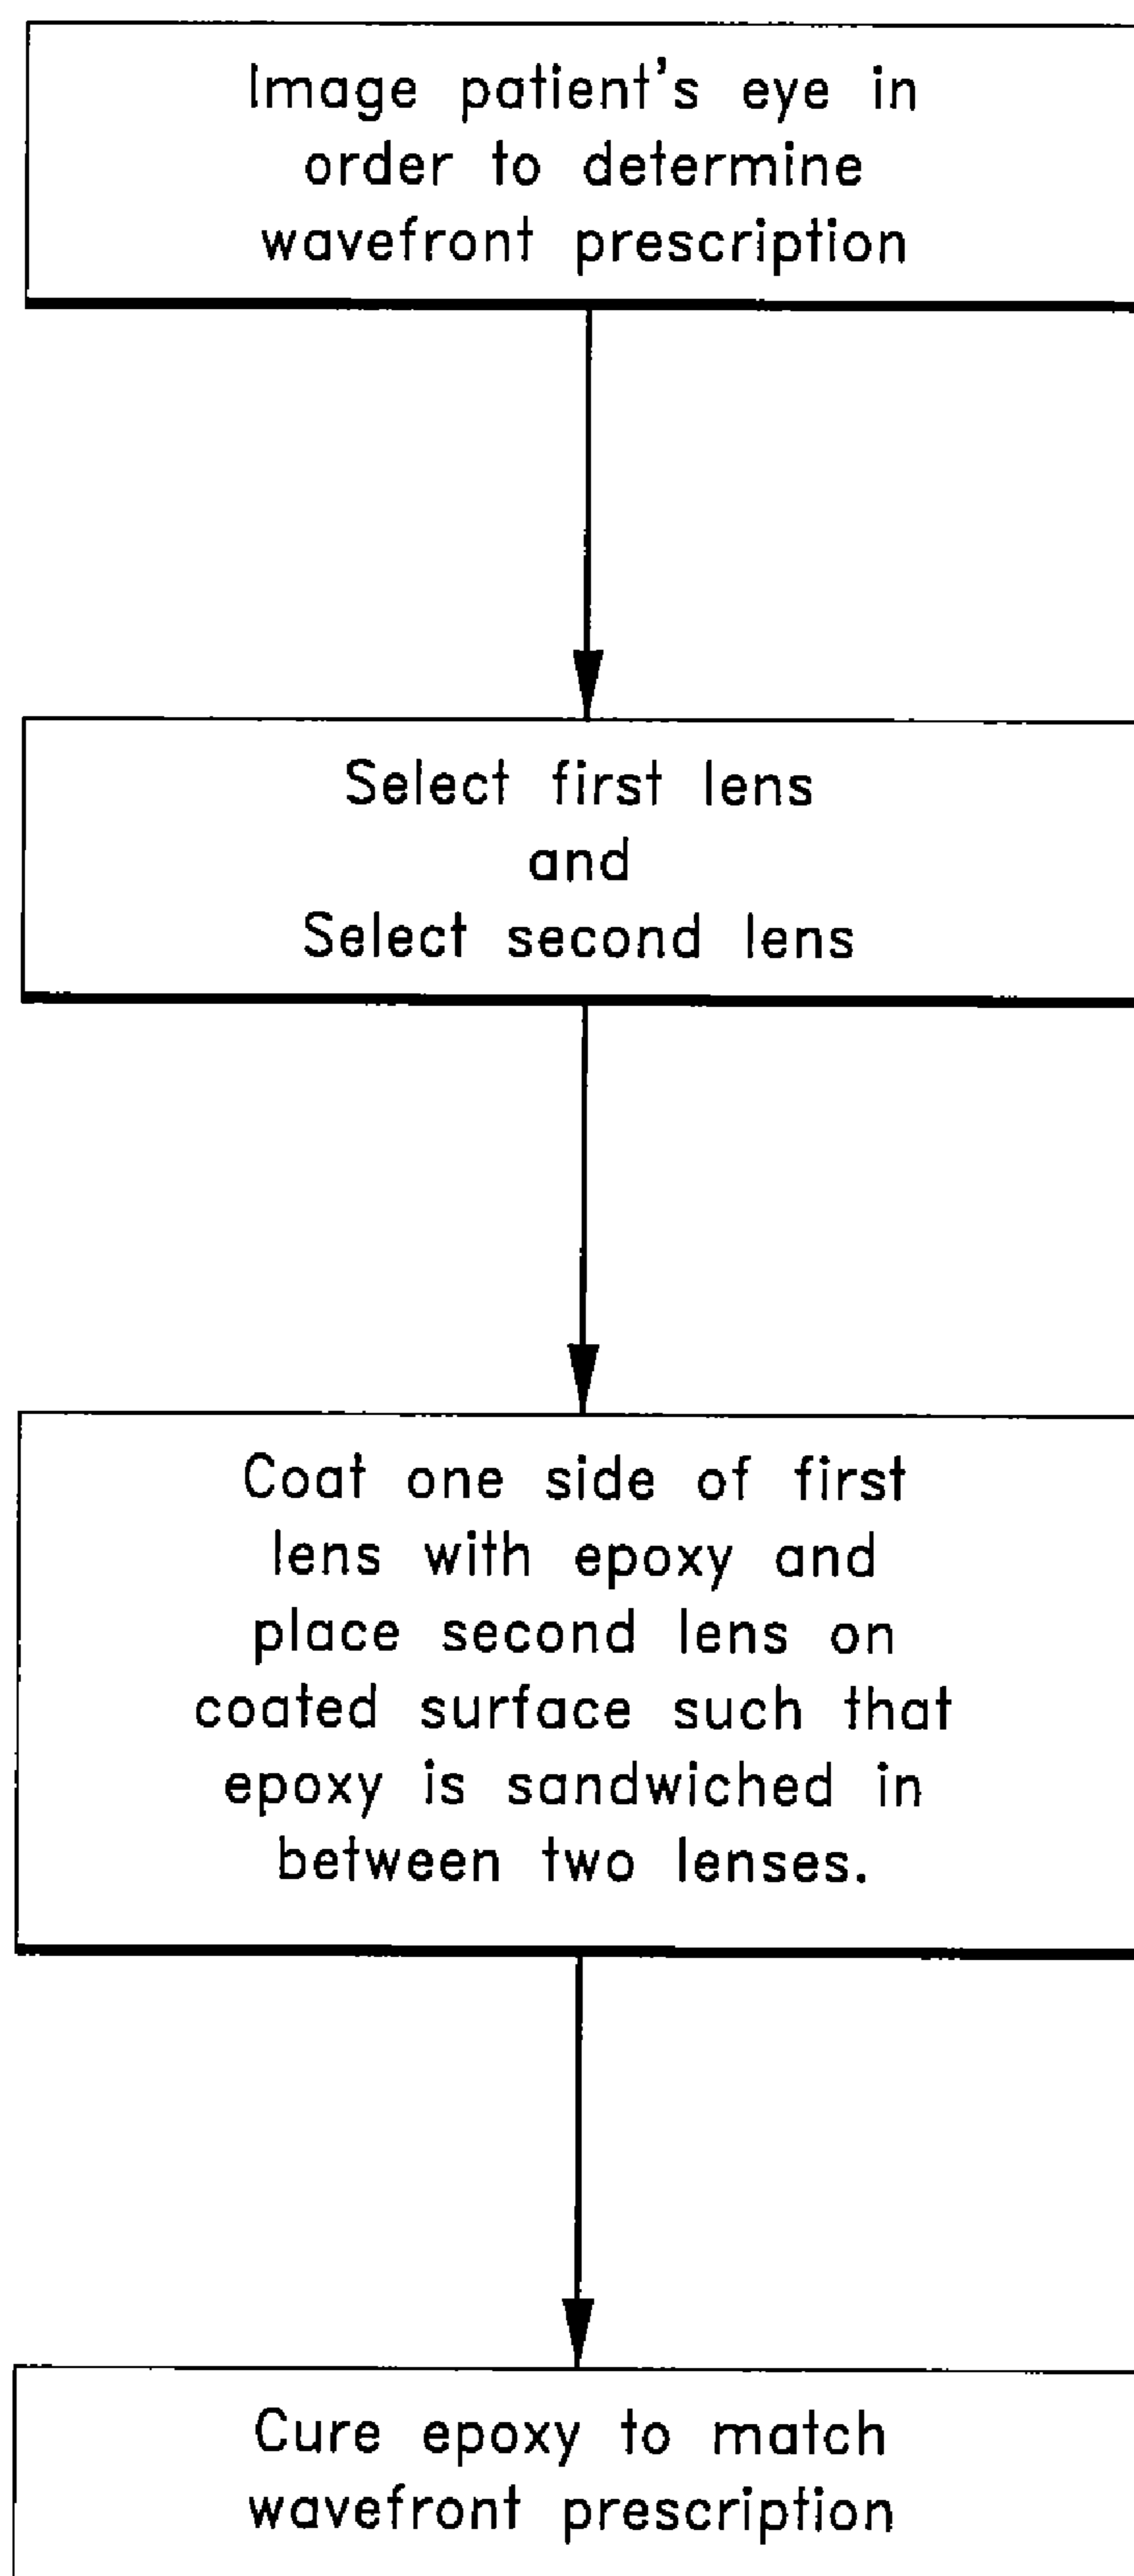 Image patient's eye in
order to determine
wavefront prescription
Select first lens
and
Select second lens
Coat one side of first
lens with epoxy and
place second lens on
coated surface such that
epoxy is sandwiched in
between two lenses.
Cure epoxy to match
wavefront prescription